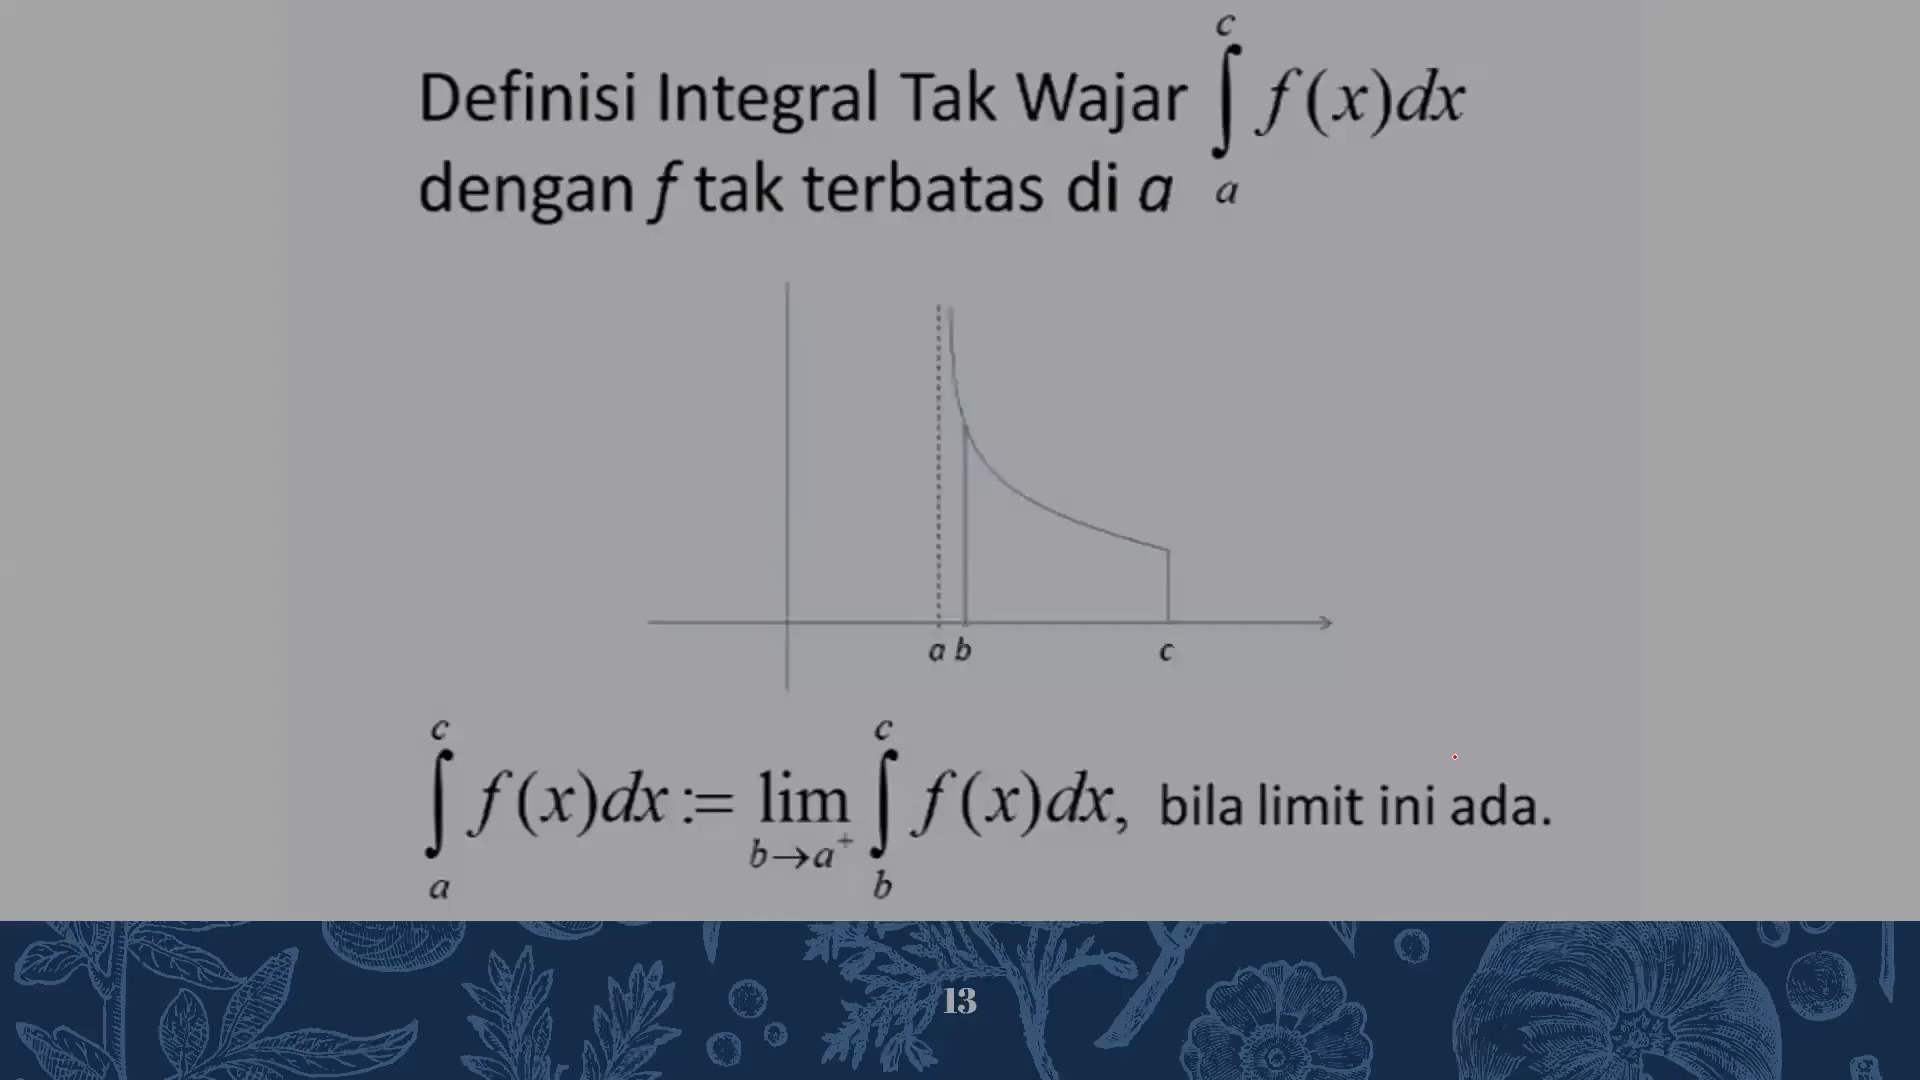 Definisi Integral Tak Wajar ∫_a^c f(x)dx
dengan f tak terbatas di a
a b c
∫_a^c f(x)dx := lim_{b→a⁺} ∫_b^c f(x)dx, bila limit ini ada.
13